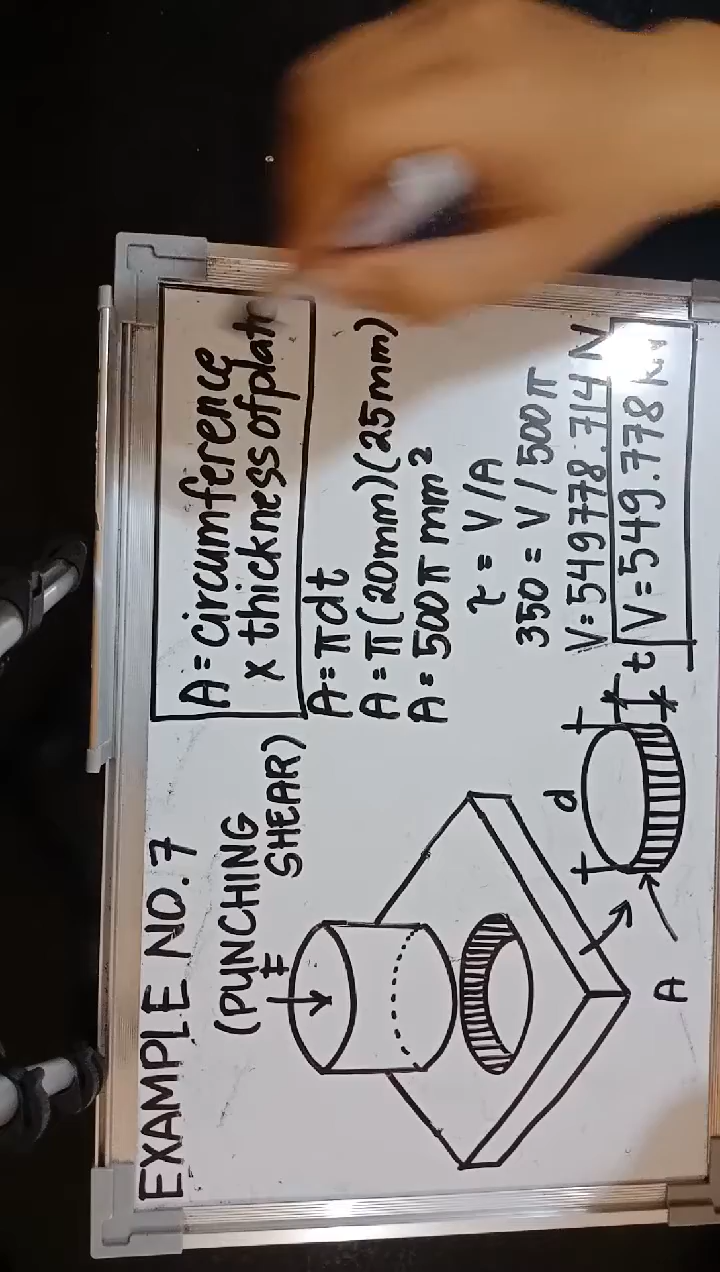 EXAMPLE NO.7
(PUNCHING
SHEAR)
A = circumference
x thickness of plate
A = πdt
A = π(20mm)(25mm)
A = 500π mm²
τ = V/A
350 = V / 500π
V = 549778.714 N
V = 549.778 kN
d
t
A